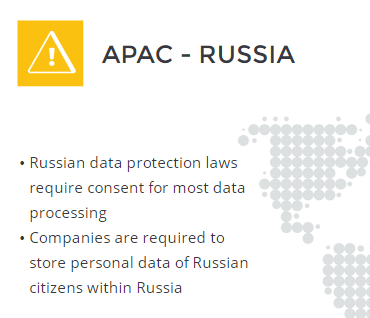 APAC - RUSSIA
• Russian data protection laws
require consent for most data
processing
• Companies are required to
store personal data of Russian
citizens within Russia